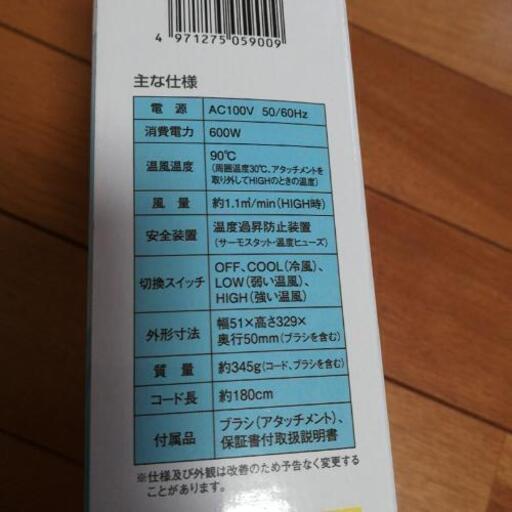 4 971275 059009
主な仕様
電源 AC100V 50/60Hz
消費電力 600W
温風温度 90℃
(周囲温度30℃、アタッチメントを
取り外してHIGHのときの温度)
風量 約1.1㎥/min(HIGH時)
安全装置 温度過昇防止装置
(サーモスタット・温度ヒューズ)
切換スイッチ OFF、COOL(冷風)、
LOW(弱い温風)、
HIGH(強い温風)
外形寸法 幅51×高さ329×
奥行50mm(ブラシを含む)
質量 約345g(コード、ブラシを含む)
コード長 約180cm
付属品 ブラシ(アタッチメント)、
保証書付取扱説明書
※仕様及び外観は改善のため予告なく変更する
ことがあります。